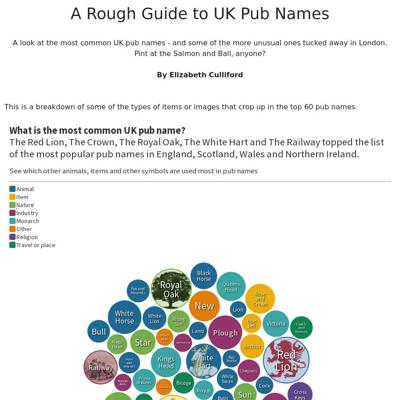 A Rough Guide to UK Pub Names
A look at the most common UK pub names - and some of the more unusual ones tucked away in London.
Pint at the Salmon and Ball, anyone?
By Elizabeth Culliford
This is a breakdown of some of the types of items or images that crop up in the top 60 pub names.
What is the most common UK pub name?
The Red Lion, The Crown, The Royal Oak, The White Hart and The Railway topped the list
of the most popular pub names in England, Scotland, Wales and Northern Ireland.
See which other animals, items and other symbols are used most in pub names
Animal
Item
Nature
Industry
Monarch
Other
Religion
Travel or place
Black
Horse
Queens
Head
Royal
Oak
Rose
and
Crown
New
Lion
White
Horse
White
Lion
Rising
Sun
Victoria
Bull
Lamb
Plough
Star
Anchor
Kings
Head
White
Hart
Red
Lion
Railway
Bridge
White
Swan
Cock
Royal
Sun
Cross
Keys
Bulls